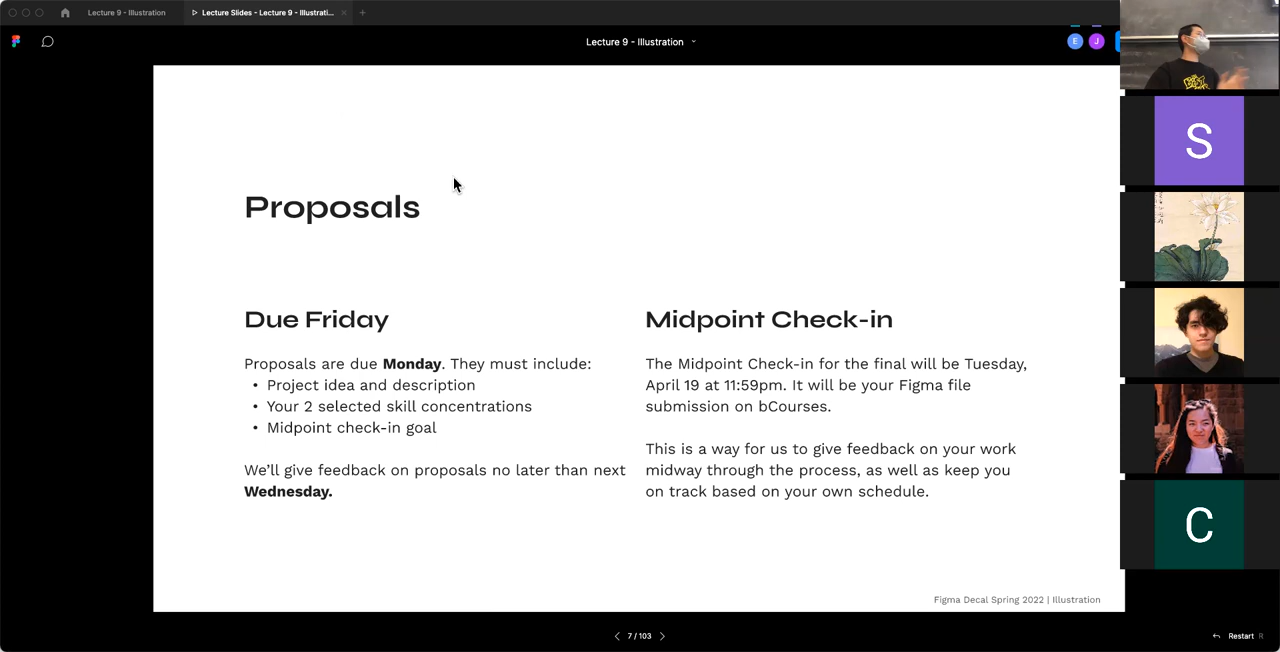 Lecture 9 - Illustration
Lecture Slides - Lecture 9 - Illustrati...
Lecture 9 - Illustration
E
J
S
Proposals
Due Friday
Proposals are due Monday. They must include:
• Project idea and description
• Your 2 selected skill concentrations
• Midpoint check-in goal
We'll give feedback on proposals no later than next
Wednesday.
Midpoint Check-in
The Midpoint Check-in for the final will be Tuesday,
April 19 at 11:59pm. It will be your Figma file
submission on bCourses.
This is a way for us to give feedback on your work
midway through the process, as well as keep you
on track based on your own schedule.
C
Figma Decal Spring 2022 | Illustration
7 / 103
Restart R